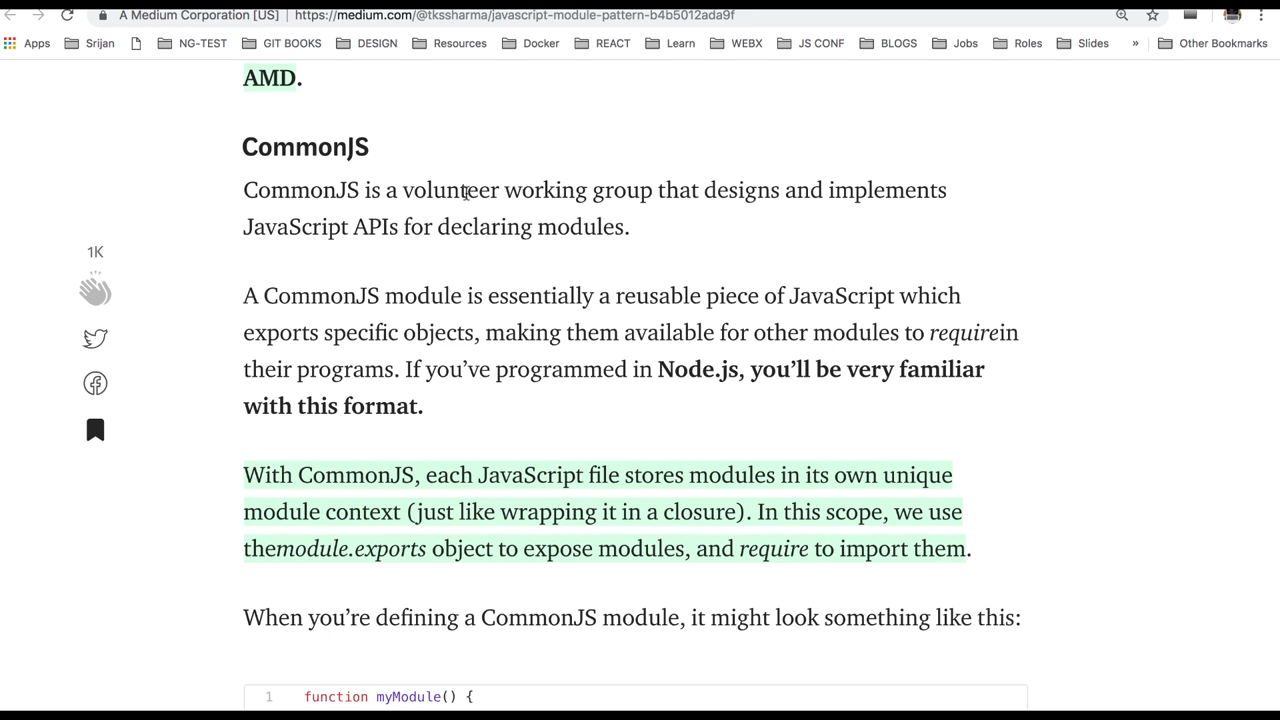 A Medium Corporation [US] | https://medium.com/@tkssharma/javascript-module-pattern-b4b5012ada9f
Apps Srijan NG-TEST GIT BOOKS DESIGN Resources Docker REACT Learn WEBX JS CONF BLOGS Jobs Roles Slides » Other Bookmarks
AMD.
CommonJS
CommonJS is a volunteer working group that designs and implements
JavaScript APIs for declaring modules.
1K
A CommonJS module is essentially a reusable piece of JavaScript which
exports specific objects, making them available for other modules to requirein
their programs. If you’ve programmed in Node.js, you’ll be very familiar
with this format.
With CommonJS, each JavaScript file stores modules in its own unique
module context (just like wrapping it in a closure). In this scope, we use
themodule.exports object to expose modules, and require to import them.
When you’re defining a CommonJS module, it might look something like this:
1 function myModule() {